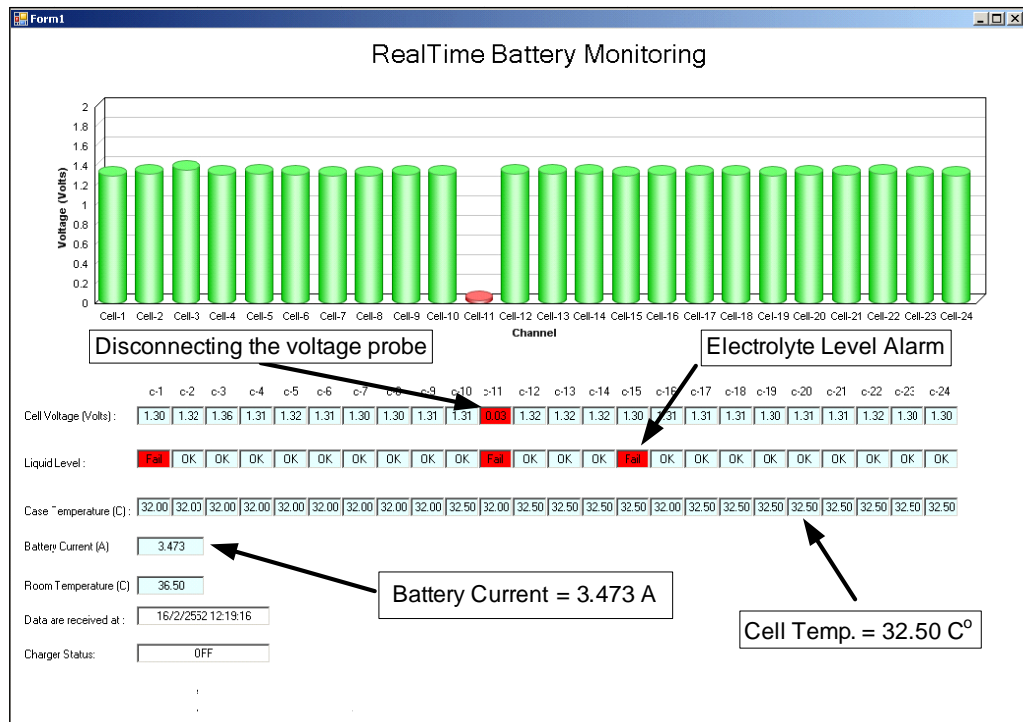 Form1
RealTime Battery Monitoring
2
1.8
1.6
1.4
1.2
1
0.8
0.6
0.4
0.2
0
Voltage (Volts)
Cell-1 Cell-2 Cell-3 Cell-4 Cell-5 Cell-6 Cell-7 Cell-8 Cell-9 Cell-10 Cell-11 Cell-12 Cell-13 Cell-14 Cell-15 Cell-16 Cell-17 Cell-18 Cell-19 Cell-20 Cell-21 Cell-22 Cell-23 Cell-24
Channel
Disconnecting the voltage probe
Electrolyte Level Alarm
c-1 c-2 c-3 c-4 c-5 c-6 c-7 c-8 c-9 c-10 c-11 c-12 c-13 c-14 c-15 c-16 c-17 c-18 c-19 c-20 c-21 c-22 c-23 c-24
Cell Voltage (Volts) : 1.30 1.32 1.36 1.31 1.32 1.31 1.30 1.30 1.31 1.31 0.03 1.32 1.32 1.32 1.30 1.31 1.31 1.31 1.30 1.31 1.31 1.32 1.30 1.30
Liquid Level : Fail OK OK OK OK OK OK OK OK OK Fail OK OK OK Fail OK OK OK OK OK OK OK OK OK
Case Temperature (C) : 32.00 32.00 32.00 32.00 32.00 32.00 32.00 32.00 32.00 32.50 32.00 32.50 32.50 32.50 32.50 32.50 32.50 32.50 32.50 32.50 32.50 32.50 32.50 32.50
Battery Current (A) 3.473
Room Temperature (C) 36.50
Battery Current = 3.473 A
Data are received at : 16/2/2552 12:19:16
Cell Temp. = 32.50 C°
Charger Status: OFF